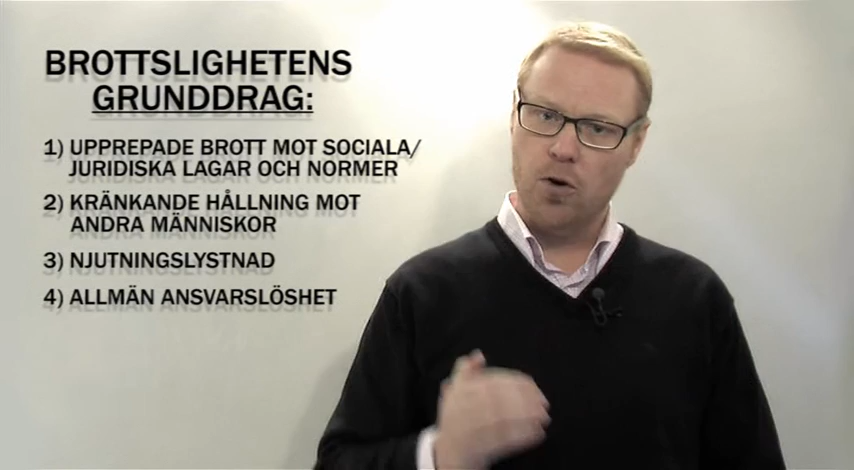 BROTTSLIGHETENS
GRUNDDRAG:
1) UPPREPADE BROTT MOT SOCIALA/
JURIDISKA LAGAR OCH NORMER
2) KRÄNKANDE HÅLLNING MOT
ANDRA MÄNNISKOR
3) NJUTNINGSLYSTNAD
4) ALLMÄN ANSVARSLÖSHET